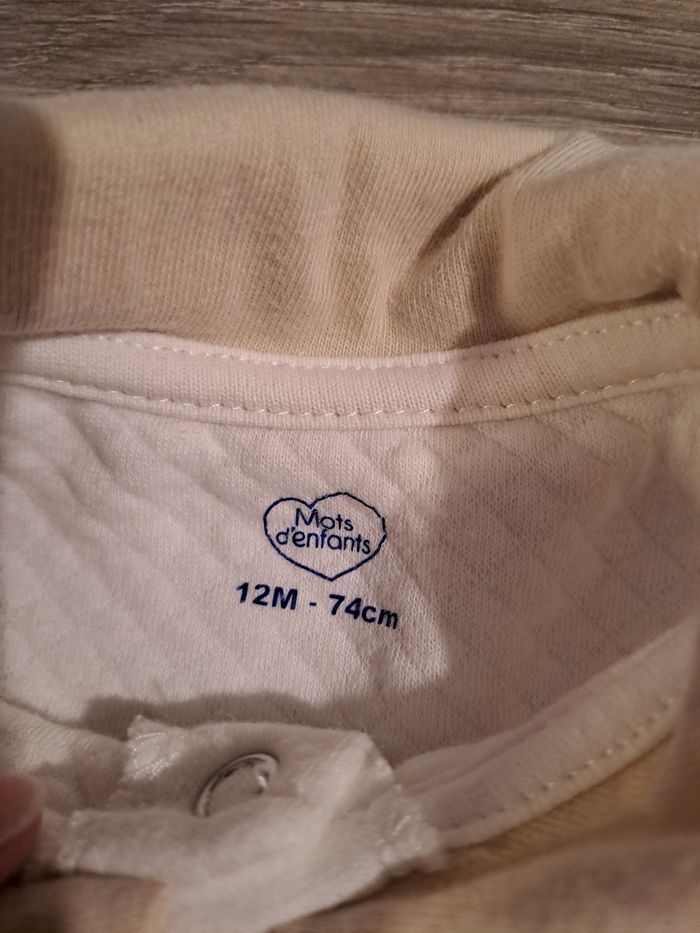 Mots
d'enfants
12M - 74cm